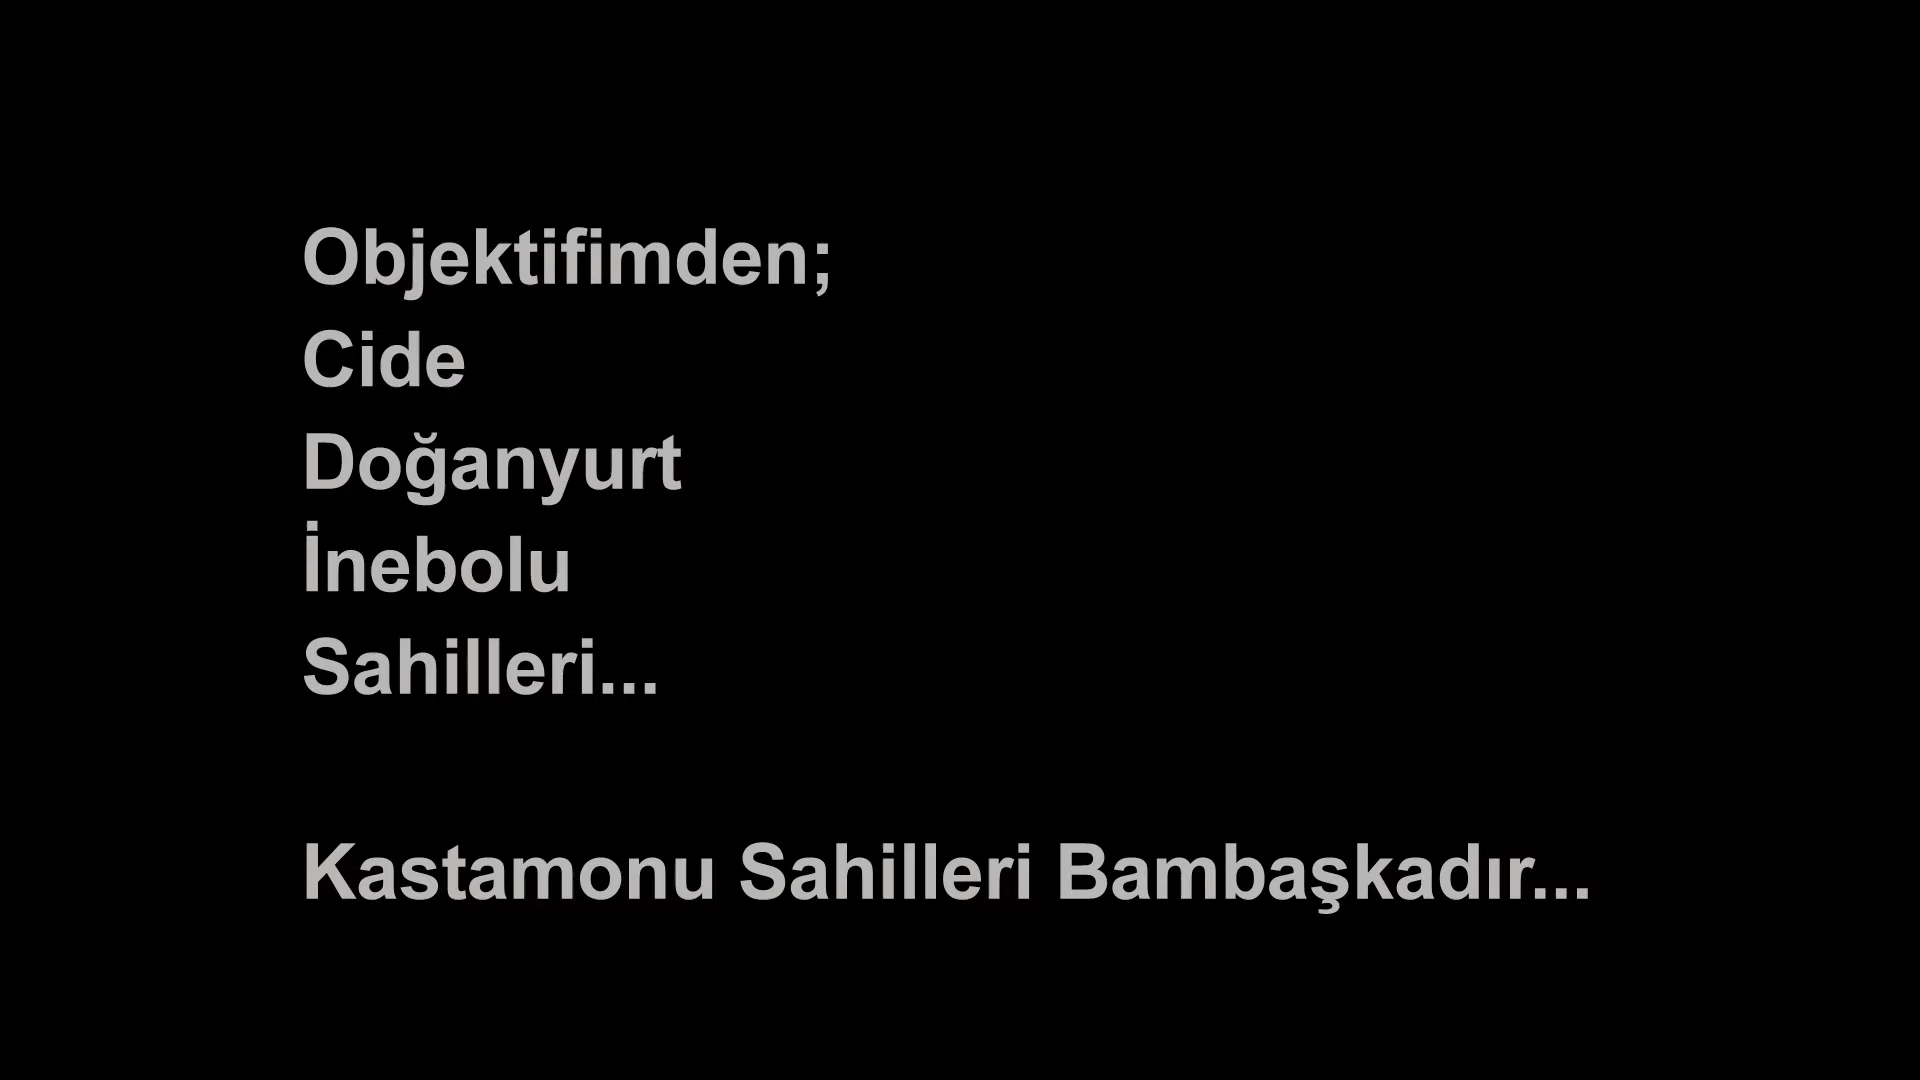 Objektifimden;
Cide
Doğanyurt
İnebolu
Sahilleri...
Kastamonu Sahilleri Bambaşkadır...